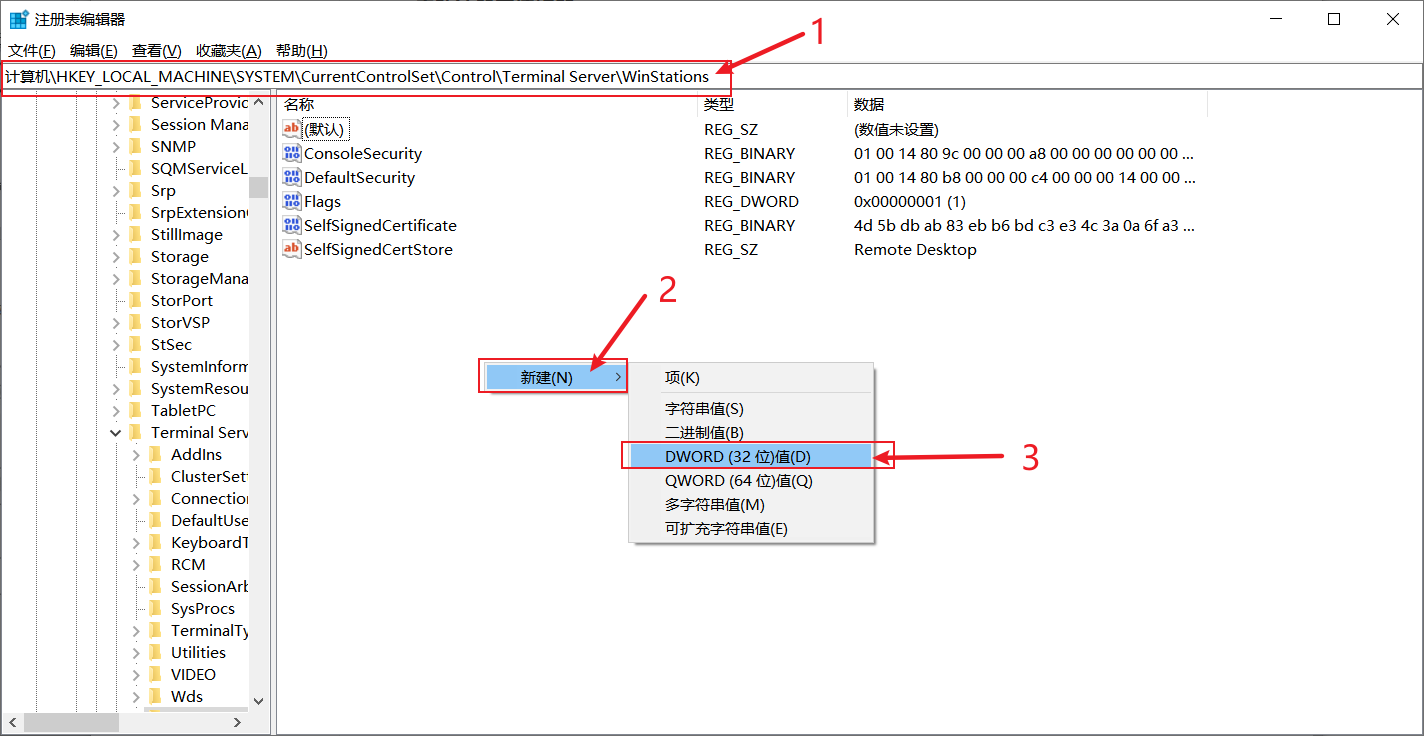 注册表编辑器
文件(F) 编辑(E) 查看(V) 收藏夹(A) 帮助(H)
1
计算机\HKEY_LOCAL_MACHINE\SYSTEM\CurrentControlSet\Control\Terminal Server\WinStations
ServiceProvic
Session Mana
SNMP
SQMServiceL
Srp
SrpExtension
StillImage
Storage
StorageMana
StorPort
StorVSP
StSec
SystemInform
SystemResou
TabletPC
Terminal Serv
AddIns
ClusterSet
Connection
DefaultUse
KeyboardT
RCM
SessionArb
SysProcs
TerminalTy
Utilities
VIDEO
Wds
名称 类型 数据
(默认) REG_SZ (数值未设置)
ConsoleSecurity REG_BINARY 01 00 14 80 9c 00 00 00 a8 00 00 00 00 00 00 ...
DefaultSecurity REG_BINARY 01 00 14 80 b8 00 00 00 c4 00 00 00 14 00 00 ...
Flags REG_DWORD 0x00000001 (1)
SelfSignedCertificate REG_BINARY 4d 5b db ab 83 eb b6 bd c3 e3 4c 3a 0a 6f a3 ...
SelfSignedCertStore REG_SZ Remote Desktop
2
新建(N)
项(K)
字符串值(S)
二进制值(B)
DWORD (32 位)值(D)
QWORD (64 位)值(Q)
多字符串值(M)
可扩充字符串值(E)
3